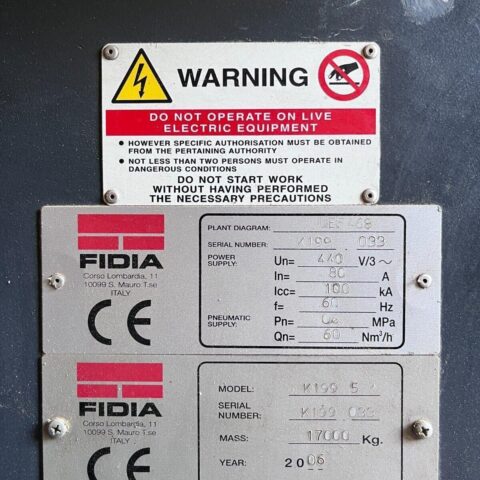 WARNING
DO NOT OPERATE ON LIVE
ELECTRIC EQUIPMENT
• HOWEVER SPECIFIC AUTHORISATION MUST BE OBTAINED
FROM THE PERTAINING AUTHORITY
• NOT LESS THAN TWO PERSONS MUST OPERATE IN
DANGEROUS CONDITIONS
DO NOT START WORK
WITHOUT HAVING PERFORMED
THE NECESSARY PRECAUTIONS
FIDIA
Corso Lombardia, 11
10099 S. Mauro T.se
ITALY
CE
PLANT DIAGRAM:
SERIAL NUMBER: K199 033
POWER
SUPPLY: Un= 440 V/3 ~
In= 80 A
Icc= 100 kA
f= 60 Hz
PNEUMATIC
SUPPLY: Pn= MPa
Qn= 60 Nm³/h
FIDIA
Corso Lombardia, 11
10099 S. Mauro T.se
ITALY
CE
MODEL: K199 5
SERIAL
NUMBER: K199 033
MASS: 17000 Kg.
YEAR: 2006